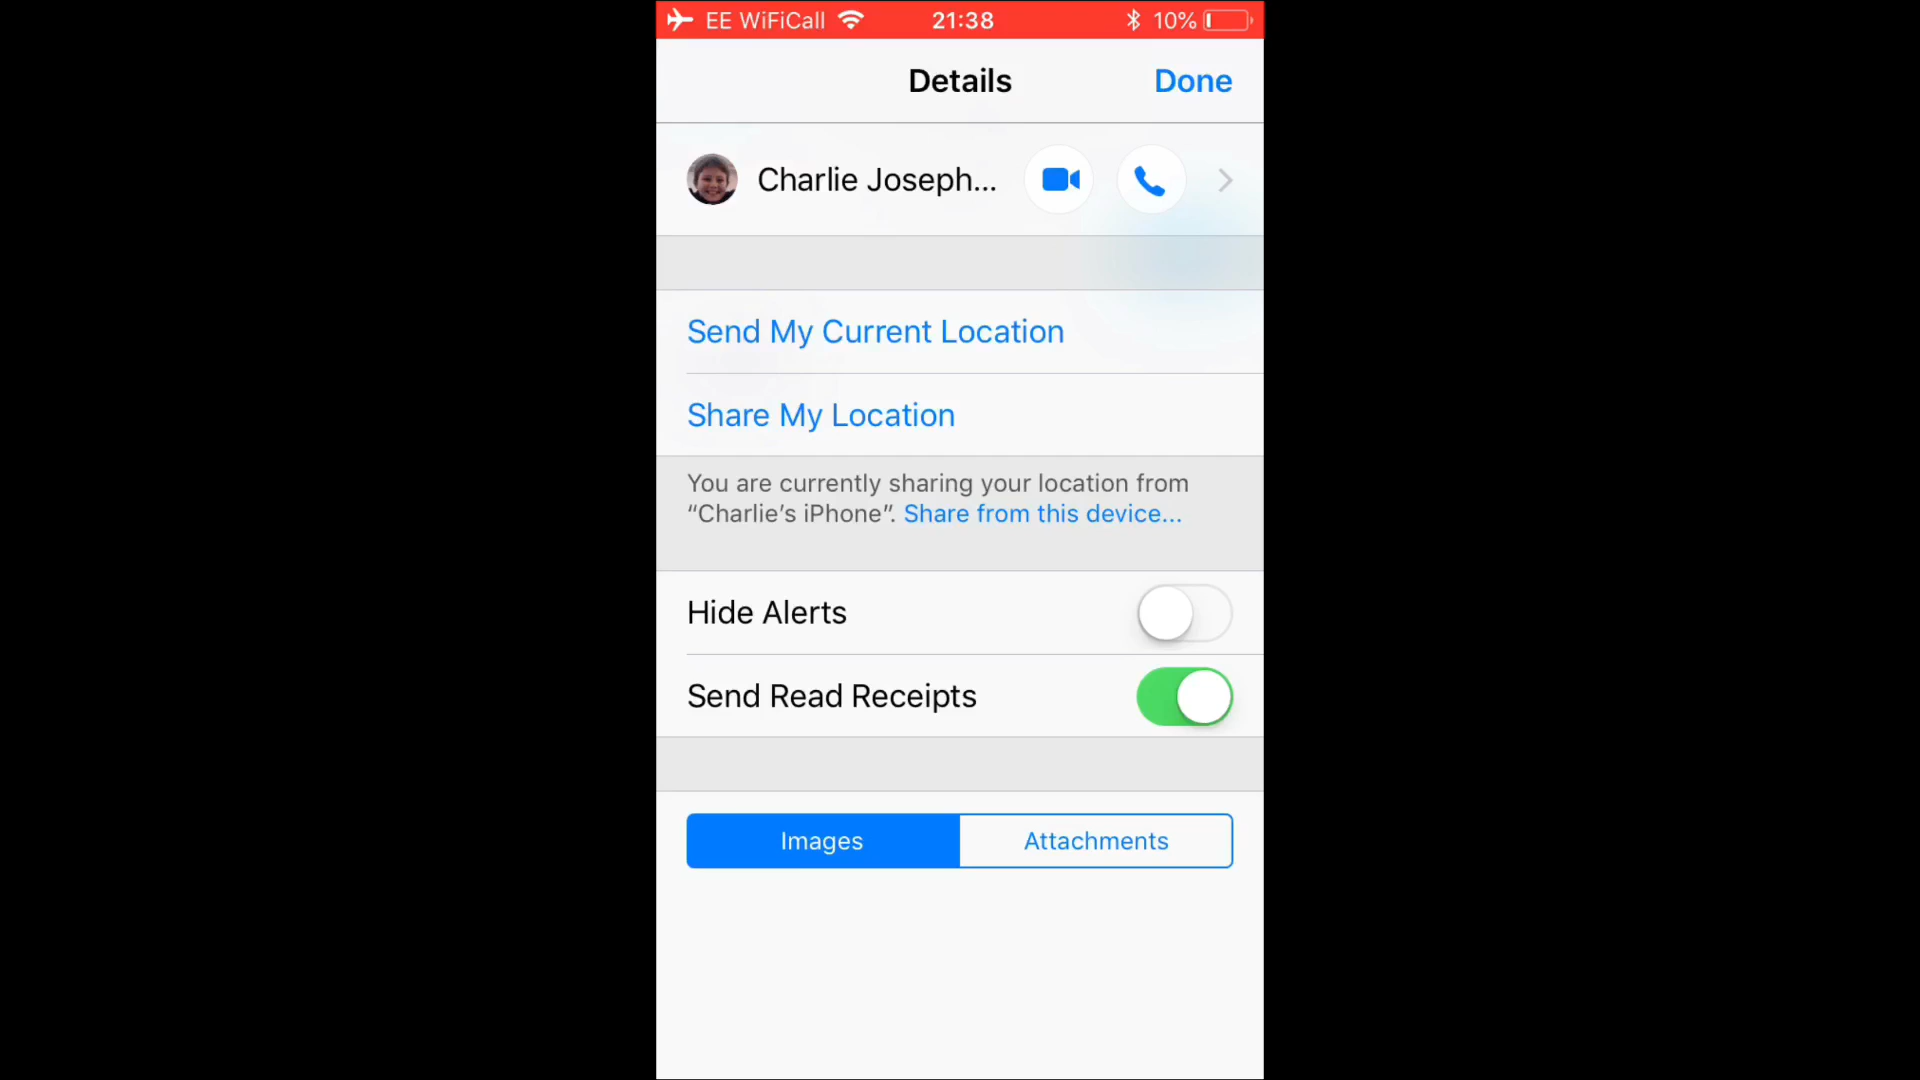 EE WiFiCall 21:38 10%
Details Done
Charlie Joseph...
Send My Current Location
Share My Location
You are currently sharing your location from
“Charlie’s iPhone”. Share from this device...
Hide Alerts
Send Read Receipts
Images Attachments